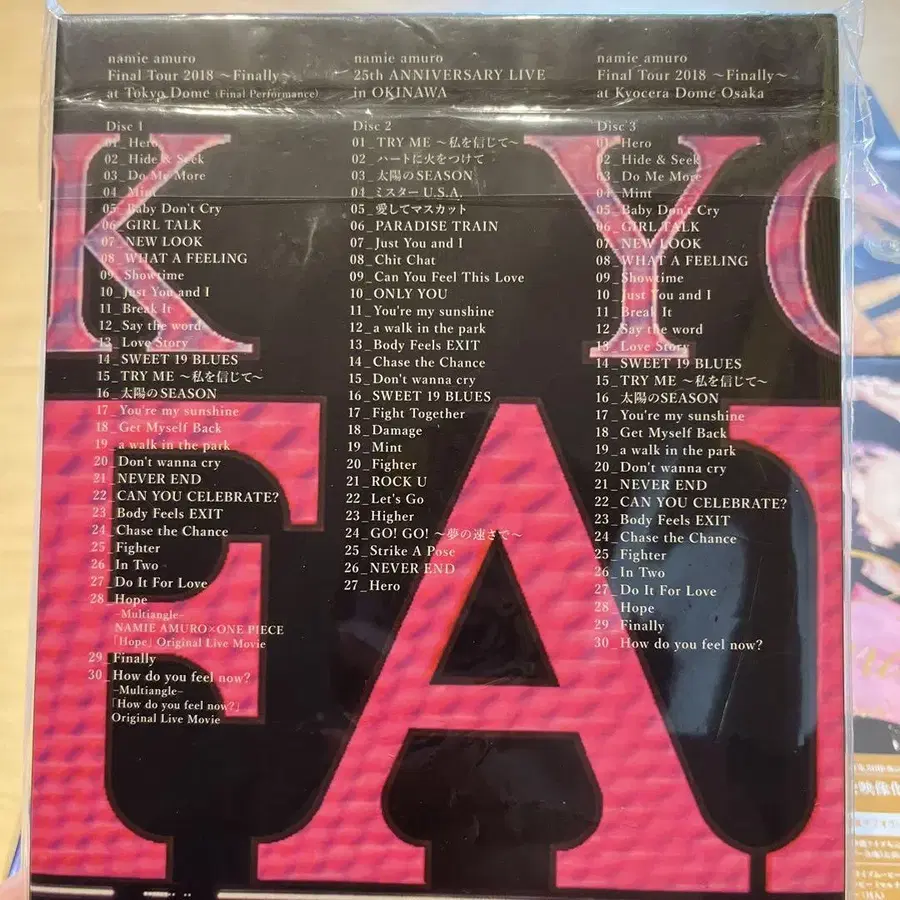 namie amuro
Final Tour 2018 〜Finally〜
at Tokyo Dome (Final Performance)
Disc 1
01_Hero
02_Hide & Seek
03_Do Me More
04_Mint
05_Baby Don't Cry
06_GIRL TALK
07_NEW LOOK
08_WHAT A FEELING
09_Showtime
10_Just You and I
11_Break It
12_Say the word
13_Love Story
14_SWEET 19 BLUES
15_TRY ME 〜私を信じて〜
16_太陽のSEASON
17_You're my sunshine
18_Get Myself Back
19_a walk in the park
20_Don't wanna cry
21_NEVER END
22_CAN YOU CELEBRATE?
23_Body Feels EXIT
24_Chase the Chance
25_Fighter
26_In Two
27_Do It For Love
28_Hope
–Multiangle–
NAMIE AMURO×ONE PIECE
「Hope」Original Live Movie
29_Finally
30_How do you feel now?
–Multiangle–
「How do you feel now?」
Original Live Movie
namie amuro
25th ANNIVERSARY LIVE
in OKINAWA
Disc 2
01_TRY ME 〜私を信じて〜
02_ハートに火をつけて
03_太陽のSEASON
04_ミスターU.S.A.
05_愛してマスカット
06_PARADISE TRAIN
07_Just You and I
08_Chit Chat
09_Can You Feel This Love
10_ONLY YOU
11_You're my sunshine
12_a walk in the park
13_Body Feels EXIT
14_Chase the Chance
15_Don't wanna cry
16_SWEET 19 BLUES
17_Fight Together
18_Damage
19_Mint
20_Fighter
21_ROCK U
22_Let's Go
23_Higher
24_GO! GO! 〜夢の速さで〜
25_Strike A Pose
26_NEVER END
27_Hero
namie amuro
Final Tour 2018 〜Finally〜
at Kyocera Dome Osaka
Disc 3
01_Hero
02_Hide & Seek
03_Do Me More
04_Mint
05_Baby Don't Cry
06_GIRL TALK
07_NEW LOOK
08_WHAT A FEELING
09_Showtime
10_Just You and I
11_Break It
12_Say the word
13_Love Story
14_SWEET 19 BLUES
15_TRY ME 〜私を信じて〜
16_太陽のSEASON
17_You're my sunshine
18_Get Myself Back
19_a walk in the park
20_Don't wanna cry
21_NEVER END
22_CAN YOU CELEBRATE?
23_Body Feels EXIT
24_Chase the Chance
25_Fighter
26_In Two
27_Do It For Love
28_Hope
29_Finally
30_How do you feel now?
K YO
FAN